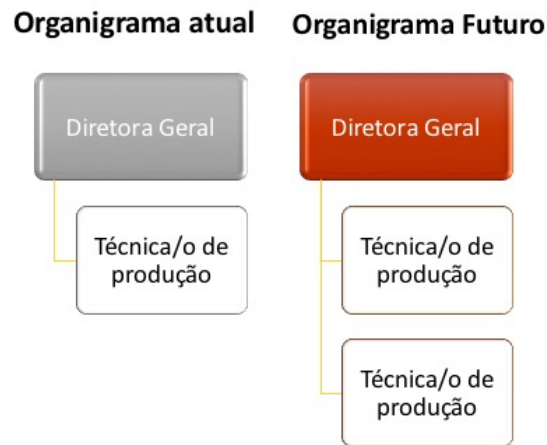 Organigrama atual
Diretora Geral
Técnica/o de
produção
Organigrama Futuro
Diretora Geral
Técnica/o de
produção
Técnica/o de
produção